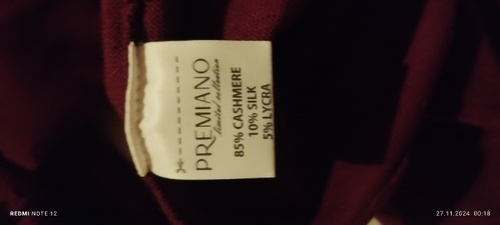 PREMIANO
limited collection
85% CASHMERE
10% SILK
5% LYCRA
REDMI NOTE 12
27.11.2024 00:18